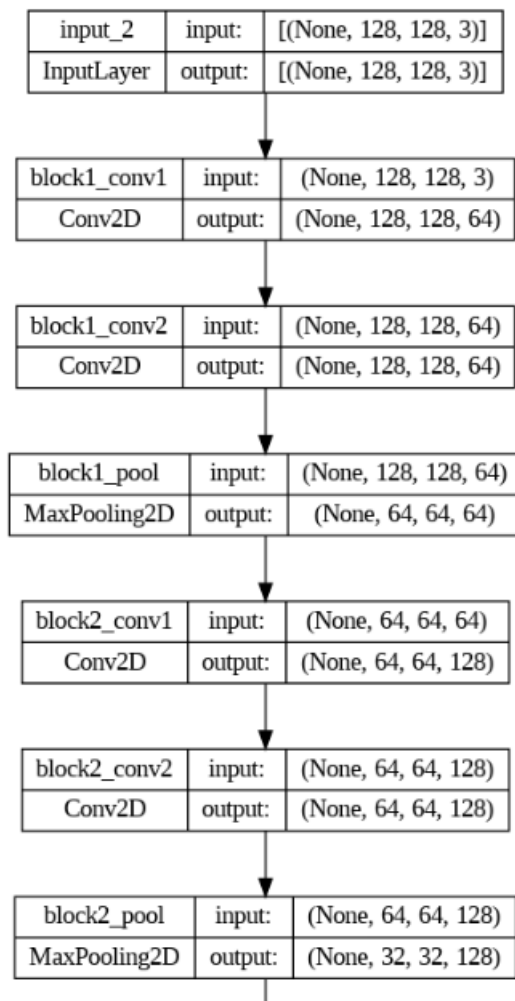 input_2 input: [(None, 128, 128, 3)]
InputLayer output: [(None, 128, 128, 3)]
block1_conv1 input: (None, 128, 128, 3)
Conv2D output: (None, 128, 128, 64)
block1_conv2 input: (None, 128, 128, 64)
Conv2D output: (None, 128, 128, 64)
block1_pool input: (None, 128, 128, 64)
MaxPooling2D output: (None, 64, 64, 64)
block2_conv1 input: (None, 64, 64, 64)
Conv2D output: (None, 64, 64, 128)
block2_conv2 input: (None, 64, 64, 128)
Conv2D output: (None, 64, 64, 128)
block2_pool input: (None, 64, 64, 128)
MaxPooling2D output: (None, 32, 32, 128)